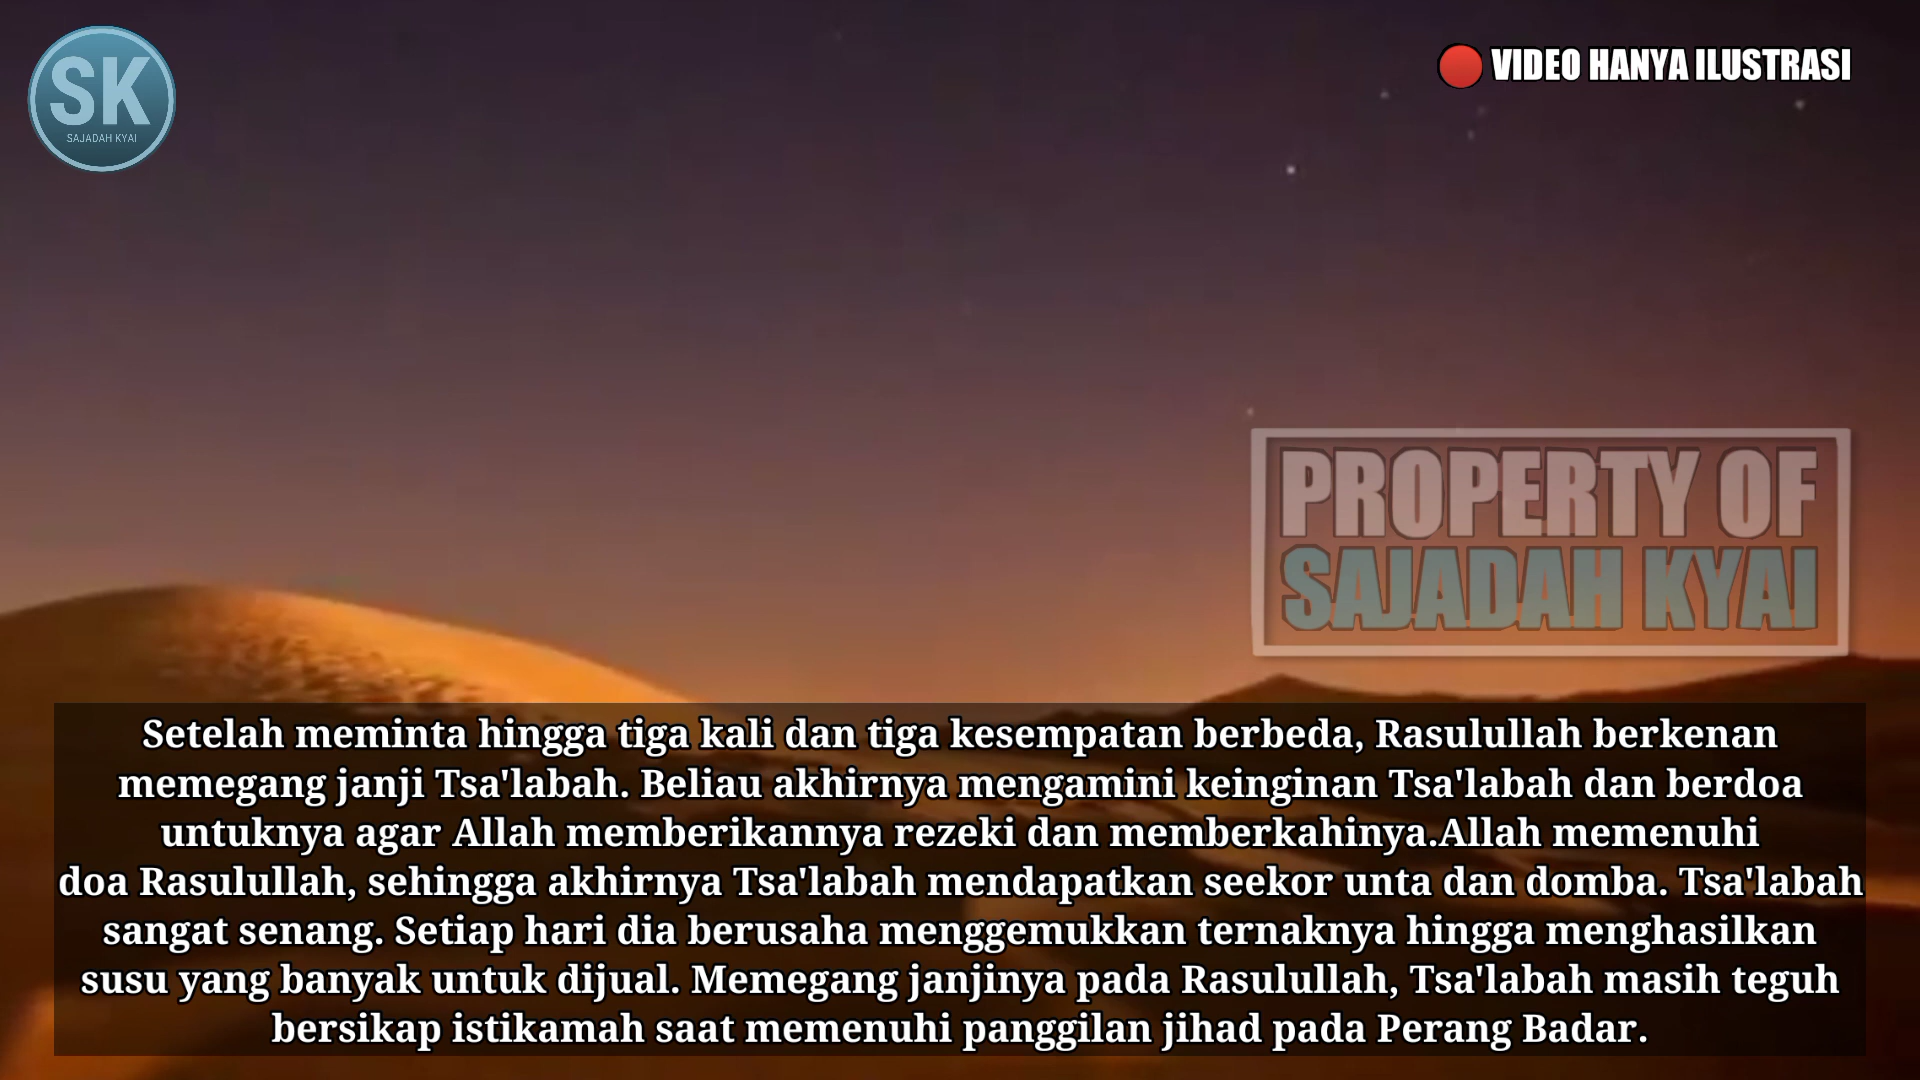 SK
SAJADAH KYAI
VIDEO HANYA ILUSTRASI
PROPERTY OF
SAJADAH KYAI
Setelah meminta hingga tiga kali dan tiga kesempatan berbeda, Rasulullah berkenan
memegang janji Tsa'labah. Beliau akhirnya mengamini keinginan Tsa'labah dan berdoa
untuknya agar Allah memberikannya rezeki dan memberkahinya.Allah memenuhi
doa Rasulullah, sehingga akhirnya Tsa'labah mendapatkan seekor unta dan domba. Tsa'labah
sangat senang. Setiap hari dia berusaha menggemukkan ternaknya hingga menghasilkan
susu yang banyak untuk dijual. Memegang janjinya pada Rasulullah, Tsa'labah masih teguh
bersikap istikamah saat memenuhi panggilan jihad pada Perang Badar.